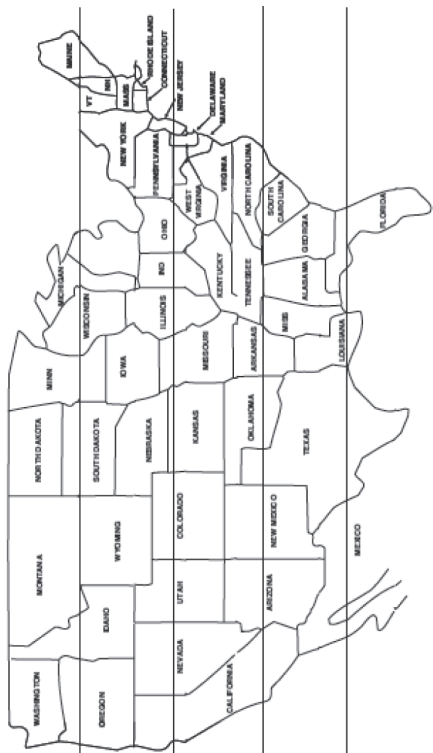 WASHINGTON
MONTANA
NORTH DAKOTA
MINN
MICHIGAN
MAINE
VT
NH
OREGON
IDAHO
WYOMING
SOUTH DAKOTA
WISCONSIN
NEW YORK
MASS
RHODE ISLAND
CONNECTICUT
NEW JERSEY
NEBRASKA
IOWA
ILLINOIS
IND
OHIO
PENNSYLVANIA
DELAWARE
MARYLAND
NEVADA
UTAH
COLORADO
KANSAS
MISSOURI
KENTUCKY
WEST
VIRGINIA
VIRGINIA
CALIFORNIA
ARIZONA
NEW MEXICO
OKLAHOMA
ARKANSAS
TENNESSEE
NORTH CAROLINA
SOUTH
CAROLINA
TEXAS
LOUISIANA
MISS
ALABAMA
GEORGIA
FLORIDA
MEXICO